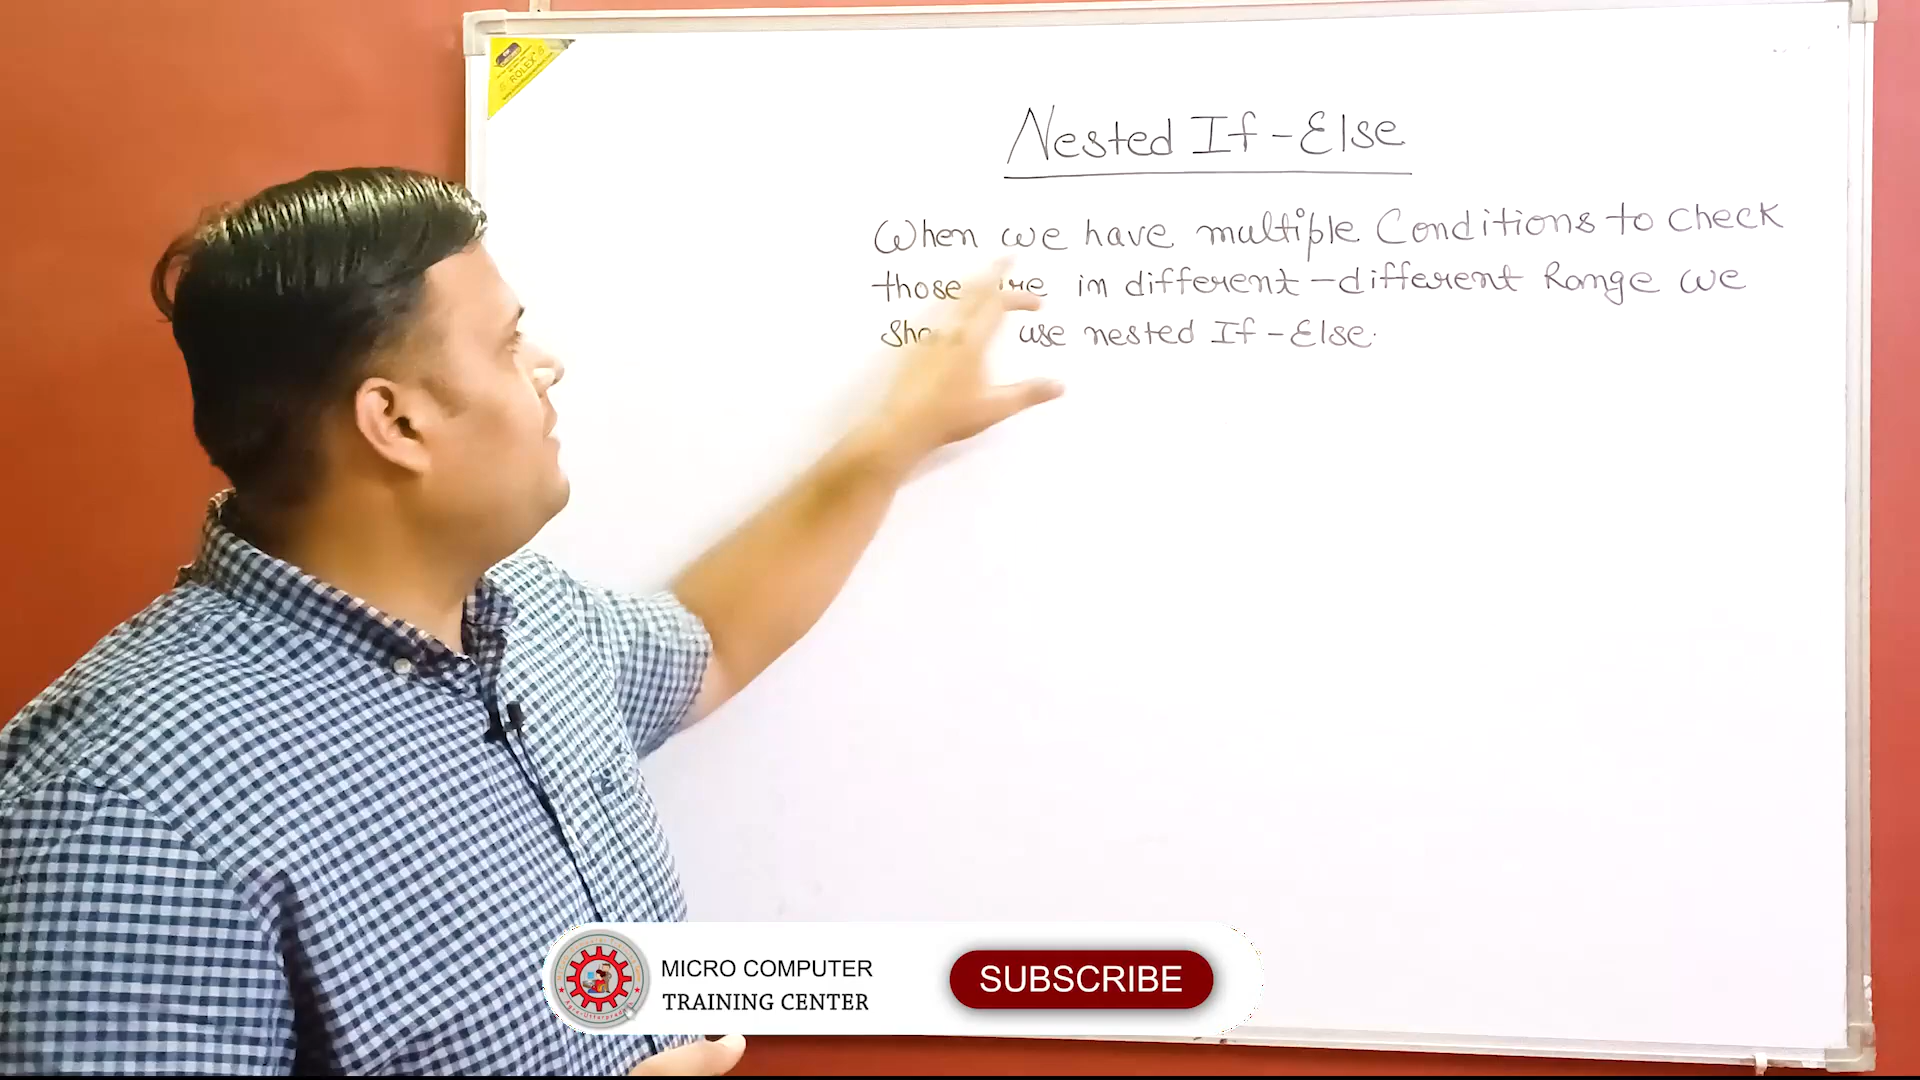 ROLEX
Nested If-Else
When we have multiple Conditions to check
those in different-different Range we
use nested If-Else.
MICRO COMPUTER
TRAINING CENTER
SUBSCRIBE